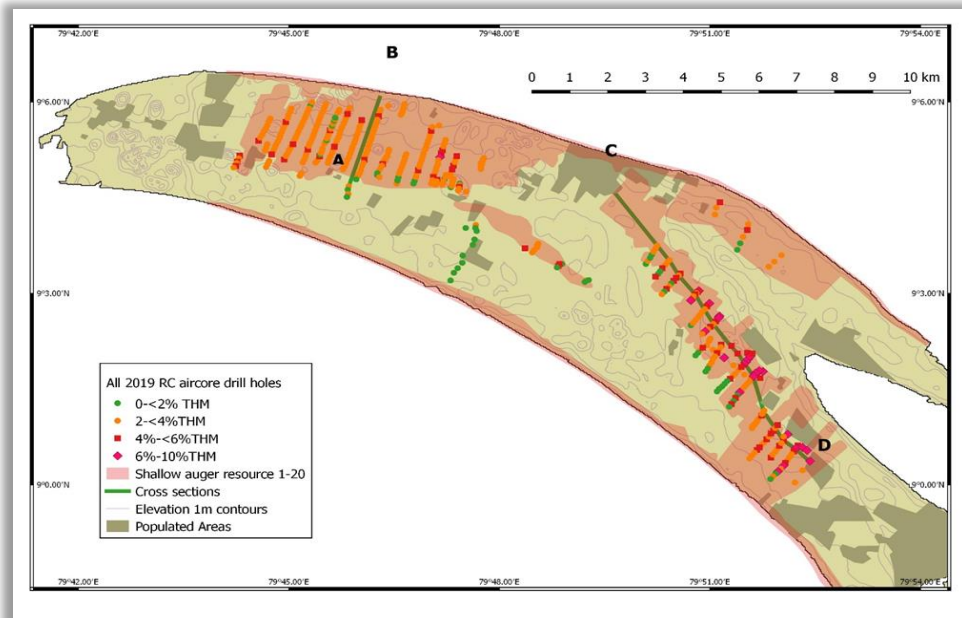 79°42.00'E 79°45.00'E 79°48.00'E 79°51.00'E 79°54.00'E
B
0 1 2 3 4 5 6 7 8 9 10 km
9°6.00'N 9°6.00'N
C
A
9°3.00'N 9°3.00'N
All 2019 RC aircore drill holes
0-<2% THM
2-<4%THM
4%-<6%THM
6%-10%THM
Shallow auger resource 1-20
Cross sections
Elevation 1m contours
Populated Areas
D
9°0.00'N 9°0.00'N
79°42.00'E 79°45.00'E 79°48.00'E 79°51.00'E 79°54.00'E